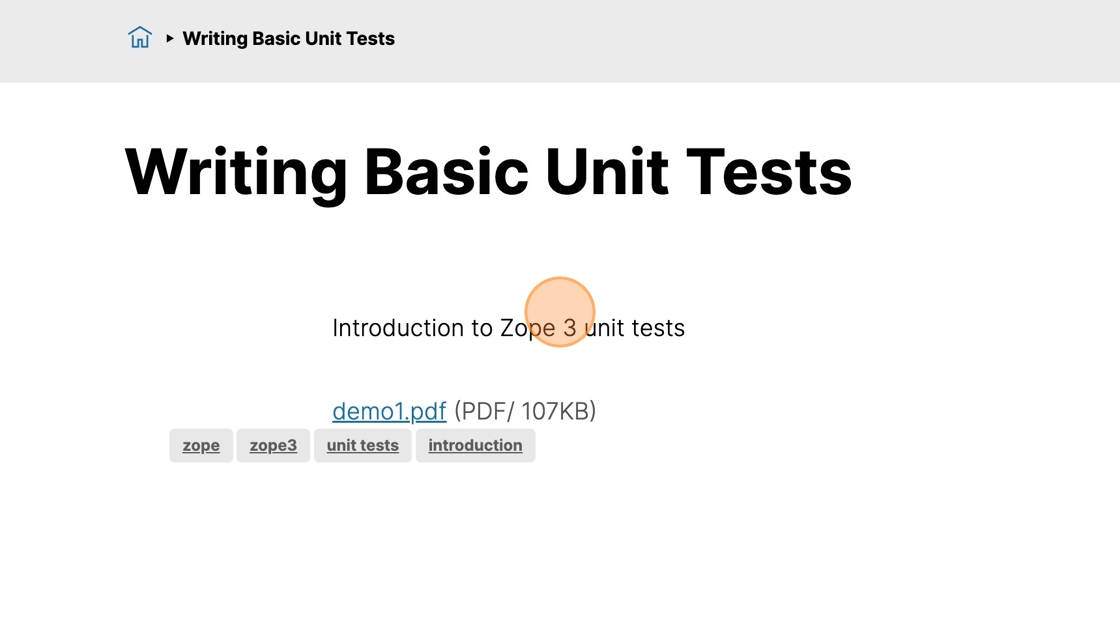 Writing Basic Unit Tests
Writing Basic Unit Tests
Introduction to Zope 3 unit tests
demo1.pdf (PDF/ 107KB)
zope zope3 unit tests introduction